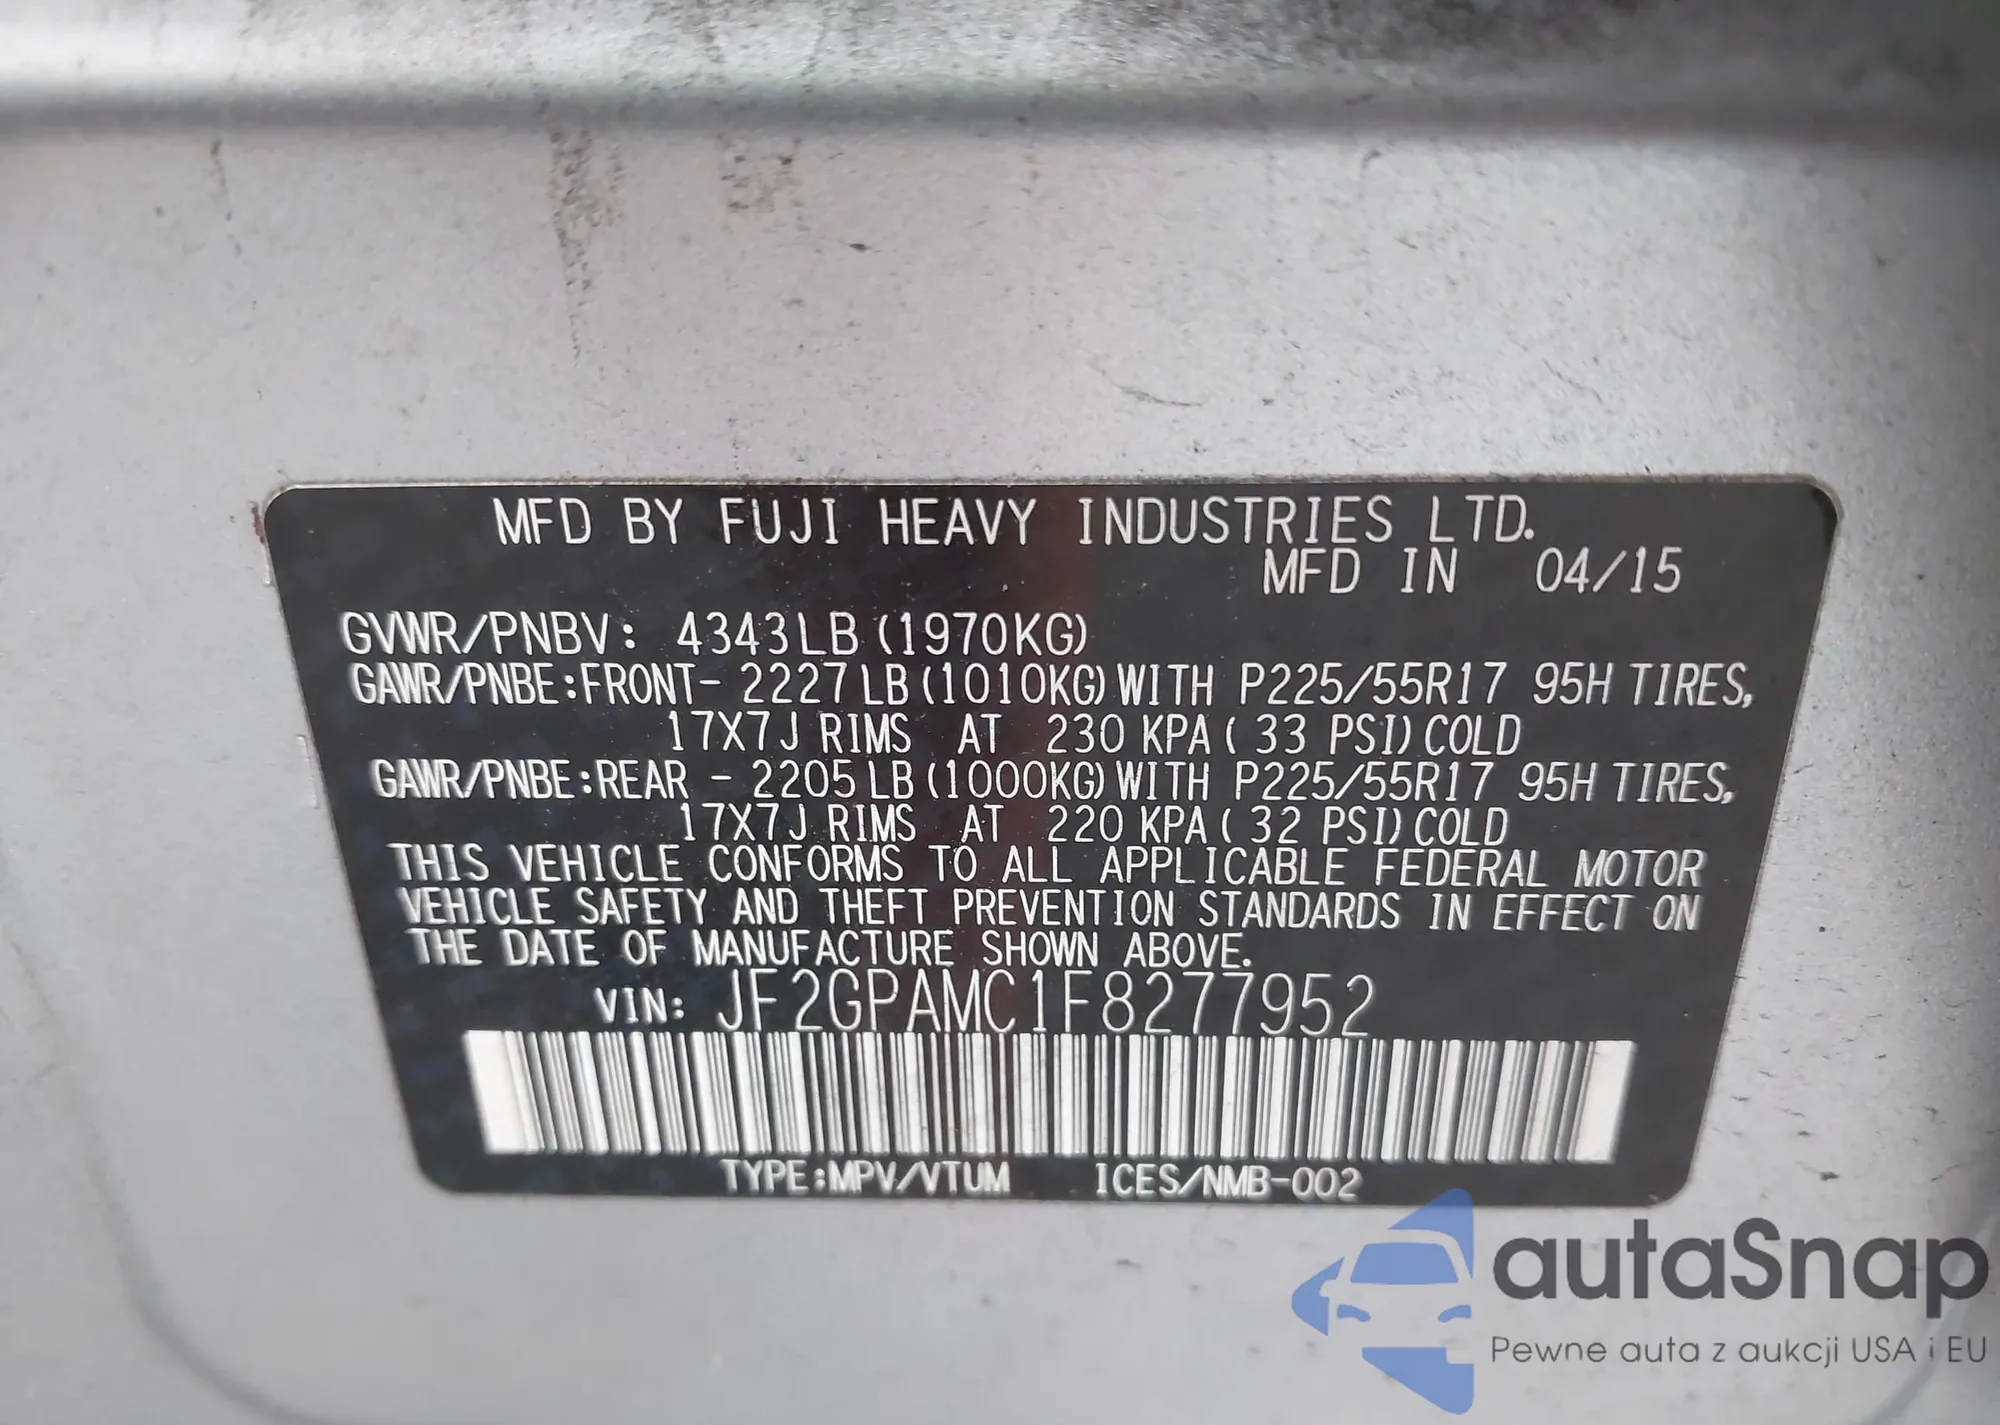 MFD BY FUJI HEAVY INDUSTRIES LTD.
MFD IN 04/15
GVWR/PNBV: 4343LB(1970KG)
GAWR/PNBE:FRONT- 2227LB(1010KG)WITH P225/55R17 95H TIRES,
17X7J RIMS AT 230 KPA( 33 PSI)COLD
GAWR/PNBE:REAR - 2205LB(1000KG)WITH P225/55R17 95H TIRES,
17X7J RIMS AT 220 KPA( 32 PSI)COLD
THIS VEHICLE CONFORMS TO ALL APPLICABLE FEDERAL MOTOR
VEHICLE SAFETY AND THEFT PREVENTION STANDARDS IN EFFECT ON
THE DATE OF MANUFACTURE SHOWN ABOVE.
VIN: JF2GPAMC1F8277952
TYPE:MPV/VTUM ICES/NMB-002
autaSnap
Pewne auta z aukcji USA i EU